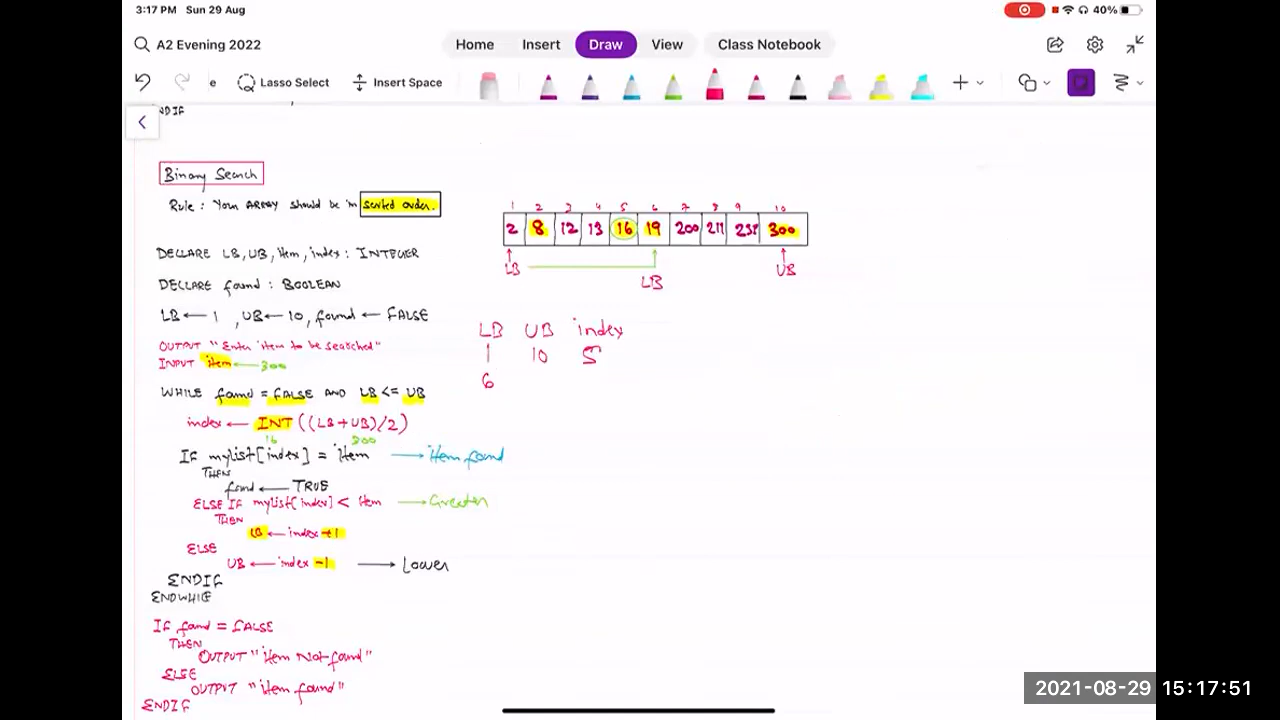 3:17 PM Sun 29 Aug
40%
A2 Evening 2022
Home Insert Draw View Class Notebook
e Lasso Select Insert Space
NDIF
Binary Search
Rule : Your ARRAY should be in sorted order.
DECLARE LB, UB, item, index : INTEGER
DECLARE found : BOOLEAN
LB ← 1 , UB ← 10, found ← FALSE
OUTPUT "Enter item to be searched"
INPUT item ← 300
WHILE found = FALSE AND LB <= UB
index ← INT ((LB + UB)/2)
16 300
IF mylist[index] = item → item found
THEN
found ← TRUE
ELSE IF mylist[index] < item → Greater
THEN
LB ← index +1
ELSE
UB ← index -1 → Lower
ENDIF
ENDWHILE
IF found = FALSE
THEN
OUTPUT "item Not found"
ELSE
OUTPUT "item found"
ENDIF
1 2 3 4 5 6 7 8 9 10
2 8 12 13 16 19 200 211 300
LB UB
LB
LB UB index
1 10 5
6
2021-08-29 15:17:51